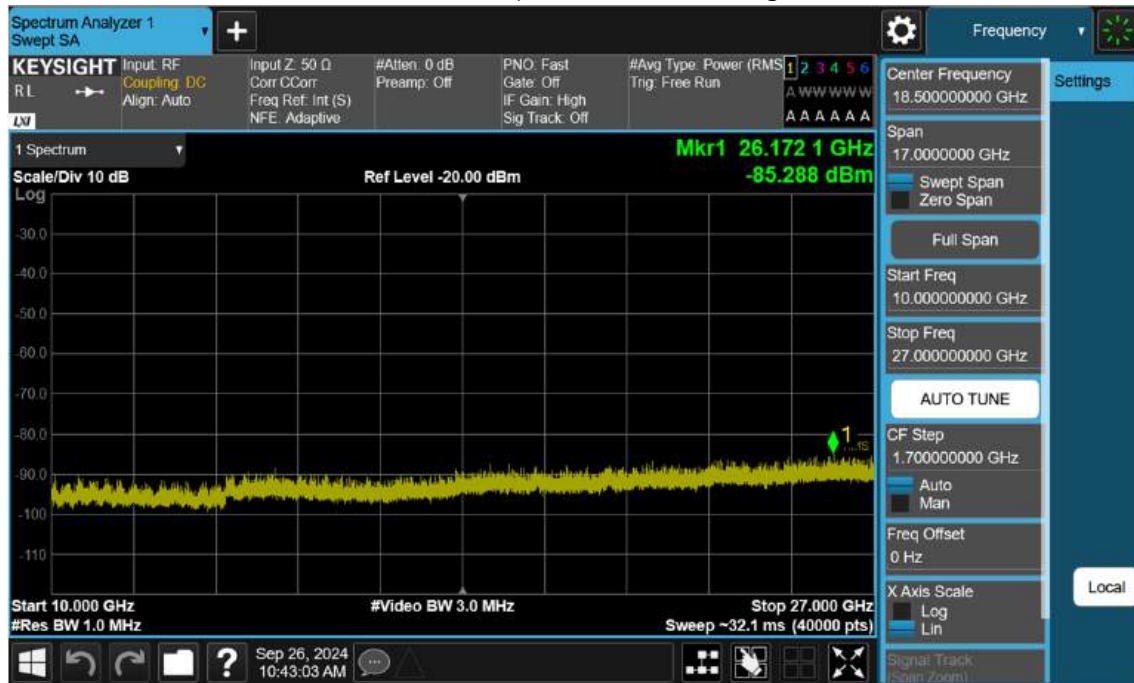 Spectrum Analyzer 1
Swept SA
+
Frequency
KEYSIGHT
RL
LXI
Input: RF
Coupling: DC
Align: Auto
Input Z: 50 Ω
Corr CCorr
Freq Ref: Int (S)
NFE: Adaptive
#Atten: 0 dB
Preamp: Off
PNO: Fast
Gate: Off
IF Gain: High
Sig Track: Off
#Avg Type: Power (RMS
Trig: Free Run
1 2 3 4 5 6
A W W W W W
A A A A A A
1 Spectrum
Scale/Div 10 dB
Log
Ref Level -20.00 dBm
Mkr1 26.172 1 GHz
-85.288 dBm
-30.0
-40.0
-50.0
-60.0
-70.0
-80.0
-90.0
-100
-110
1
Start 10.000 GHz
#Res BW 1.0 MHz
#Video BW 3.0 MHz
Stop 27.000 GHz
Sweep ~32.1 ms (40000 pts)
?
Sep 26, 2024
10:43:03 AM
Center Frequency
18.500000000 GHz
Span
17.0000000 GHz
Swept Span
Zero Span
Full Span
Start Freq
10.000000000 GHz
Stop Freq
27.000000000 GHz
AUTO TUNE
CF Step
1.700000000 GHz
Auto
Man
Freq Offset
0 Hz
X Axis Scale
Log
Lin
Signal Track
(Span Zoom)
Settings
Local